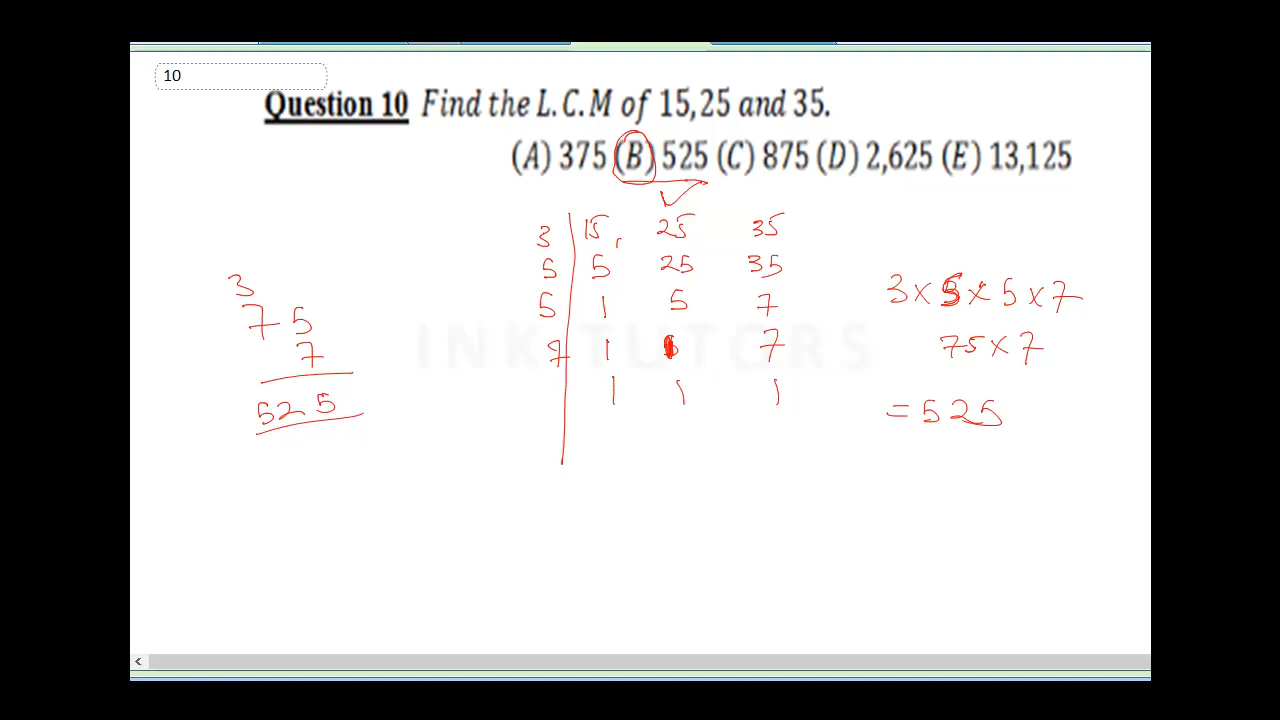 10
Question 10 Find the L.C.M of 15,25 and 35.
(A) 375 (B) 525 (C) 875 (D) 2,625 (E) 13,125
3 15, 25 35
5 5 25 35
5 1 5 7
7 1 1 7
1 1 1
3
75
7
525
3 x 5 x 5 x 7
75 x 7
= 525
INK TUTORS